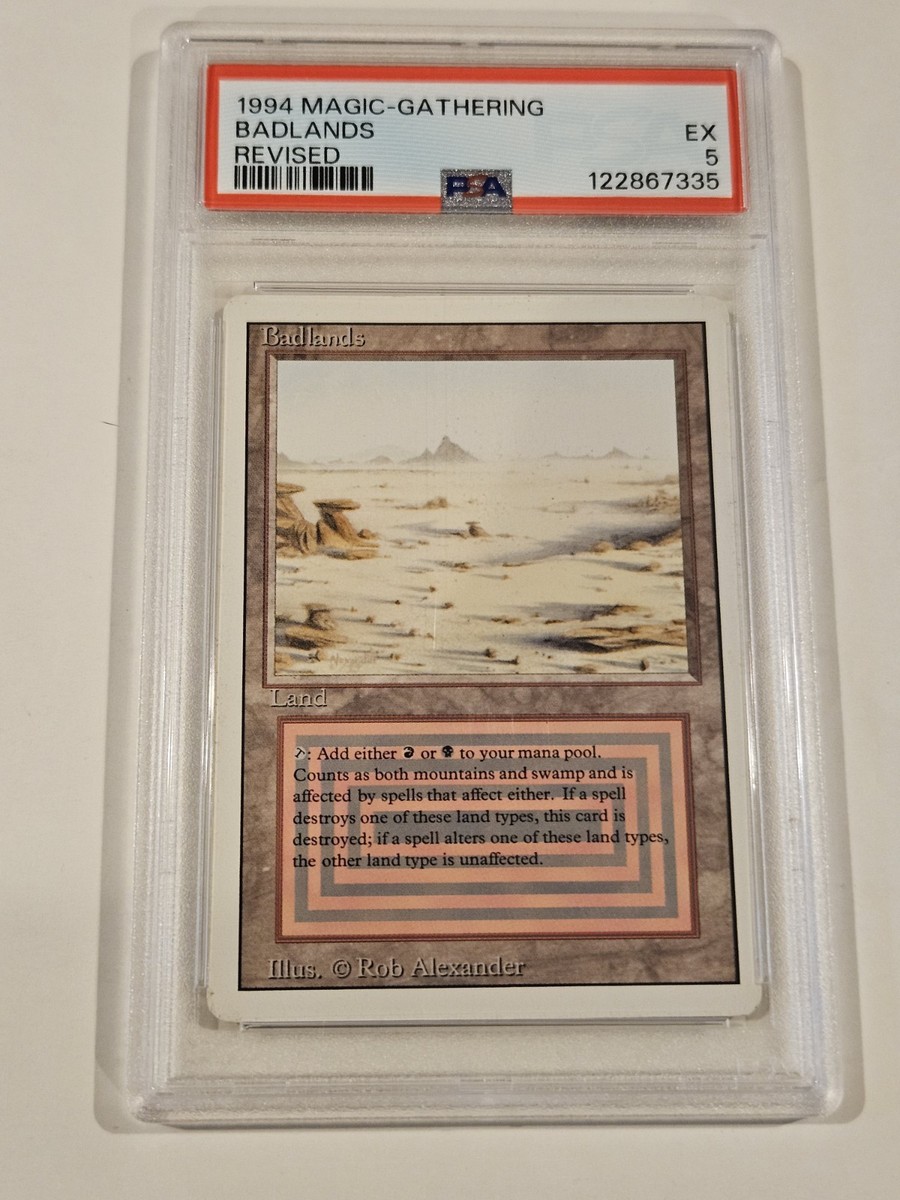 1994 MAGIC-GATHERING
BADLANDS
EX
REVISED
5
122867335
PSA
Badlands
Land
: Add either or to your mana pool.
Counts as both mountains and swamp and is
affected by spells that affect either. If a spell
destroys one of these land types, this card is
destroyed; if a spell alters one of these land types,
the other land type is unaffected.
Illus. © Rob Alexander